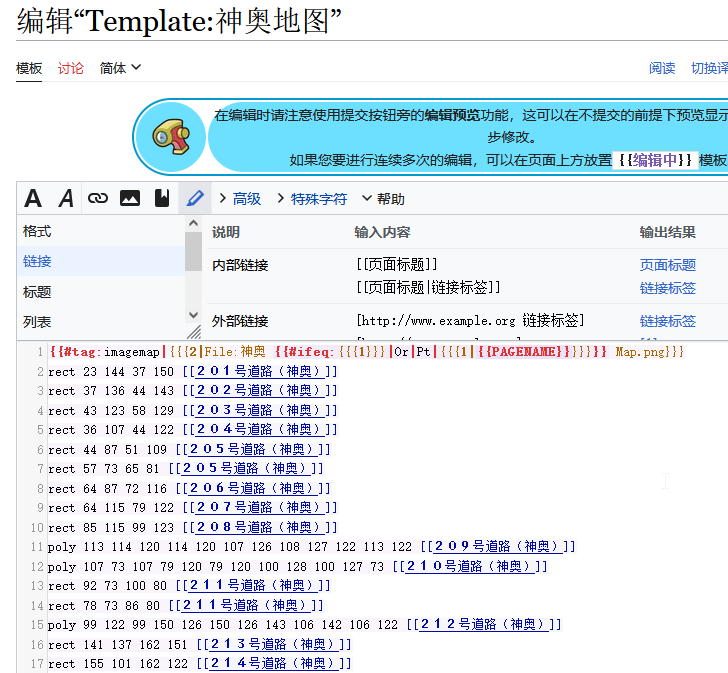 编辑“Template:神奥地图”
模板 讨论 简体 阅读 切换译
在编辑时请注意使用提交按钮旁的编辑预览功能，这可以在不提交的前提下预览显示
步修改。
如果您要进行连续多次的编辑，可以在页面上方放置 {{编辑中}} 模板
A A 高级 特殊字符 帮助
格式
链接
标题
列表
说明 输入内容 输出结果
内部链接 [[页面标题]] 页面标题
[[页面标题|链接标签]] 链接标签
外部链接 [http://www.example.org 链接标签] 链接标签
1 {{#tag:imagemap|{{{2|File:神奥 {{#ifeq:{{{1}}}|Or|Pt|{{{1|{{PAGENAME}}}}}}} Map.png}}}
2 rect 23 144 37 150 [[２０１号道路（神奥）]]
3 rect 37 136 44 143 [[２０２号道路（神奥）]]
4 rect 43 123 58 129 [[２０３号道路（神奥）]]
5 rect 36 107 44 122 [[２０４号道路（神奥）]]
6 rect 44 87 51 109 [[２０５号道路（神奥）]]
7 rect 57 73 65 81 [[２０５号道路（神奥）]]
8 rect 64 87 72 116 [[２０６号道路（神奥）]]
9 rect 64 115 79 122 [[２０７号道路（神奥）]]
10 rect 85 115 99 123 [[２０８号道路（神奥）]]
11 poly 113 114 120 114 120 107 126 108 127 122 113 122 [[２０９号道路（神奥）]]
12 poly 107 73 107 79 120 79 120 100 128 100 127 73 [[２１０号道路（神奥）]]
13 rect 92 73 100 80 [[２１１号道路（神奥）]]
14 rect 78 73 86 80 [[２１１号道路（神奥）]]
15 poly 99 122 99 150 126 150 126 143 106 142 106 122 [[２１２号道路（神奥）]]
16 rect 141 137 162 151 [[２１３号道路（神奥）]]
17 rect 155 101 162 122 [[２１４号道路（神奥）]]